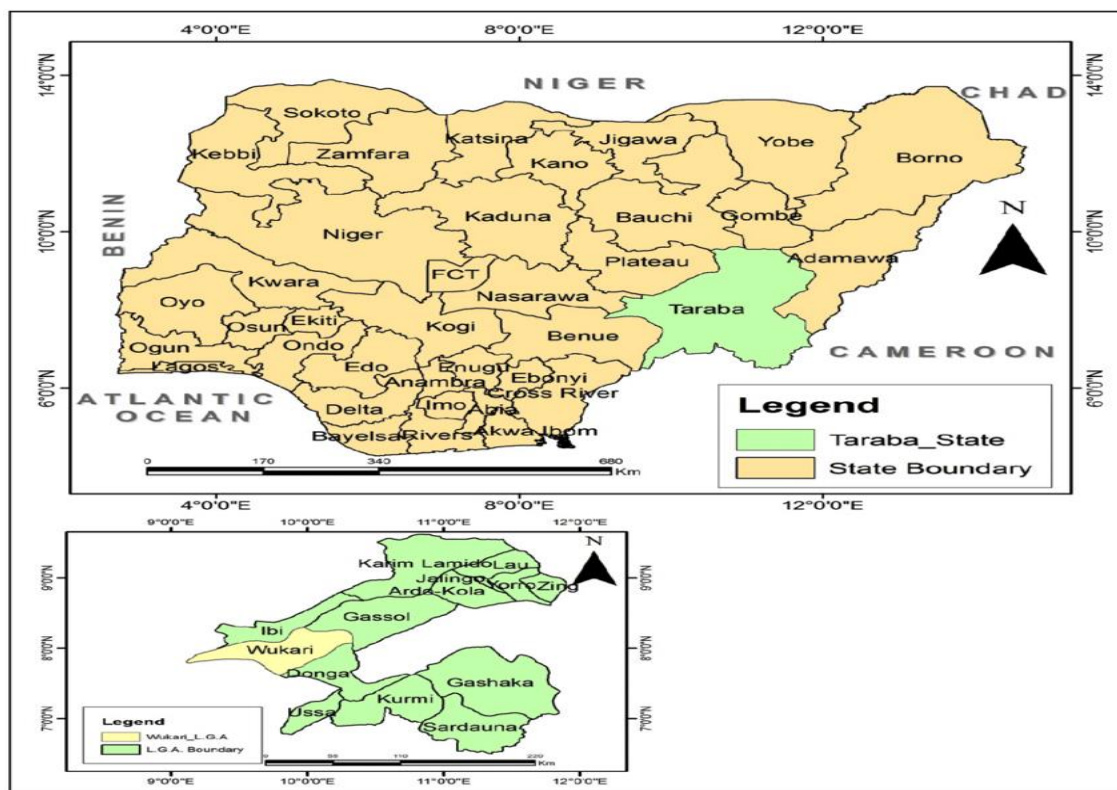 4°0'0"E 8°0'0"E 12°0'0"E
14°0'0"N
14°0'0"N
NIGER
CHAD
Sokoto
Katsina
Jigawa
Yobe
Kebbi
Zamfara
Kano
Borno
BENIN
N
Kaduna
Bauchi
Gombe
10°0'0"N
10°0'0"N
Niger
Plateau
Adamawa
FCT
Kwara
Nasarawa
Oyo
Taraba
Osun
Ekiti
Kogi
Benue
Ogun
Ondo
CAMEROON
Lagos
Edo
Enugu
Anambra
Ebonyi
6°0'0"N
6°0'0"N
Cross River
ATLANTIC
OCEAN
Delta
Imo
Abia
Legend
Bayelsa
Rivers
Akwa Ibom
Taraba_State
State Boundary
0 170 340 680
Km
4°0'0"E 8°0'0"E 12°0'0"E
9°0'0"E 10°0'0"E 11°0'0"E 12°0'0"E
N
Karim Lamido
Lau
9°0'0"N
9°0'0"N
Jalingo
Yorro
Zing
Ardo-Kola
Gassol
Ibi
Wukari
8°0'0"N
8°0'0"N
Donga
Gashaka
Kurmi
Ussa
Sardauna
7°0'0"N
7°0'0"N
Legend
Wukari_L.G.A
L.G.A. Boundary
0 55 110 220
Km
9°0'0"E 10°0'0"E 11°0'0"E 12°0'0"E